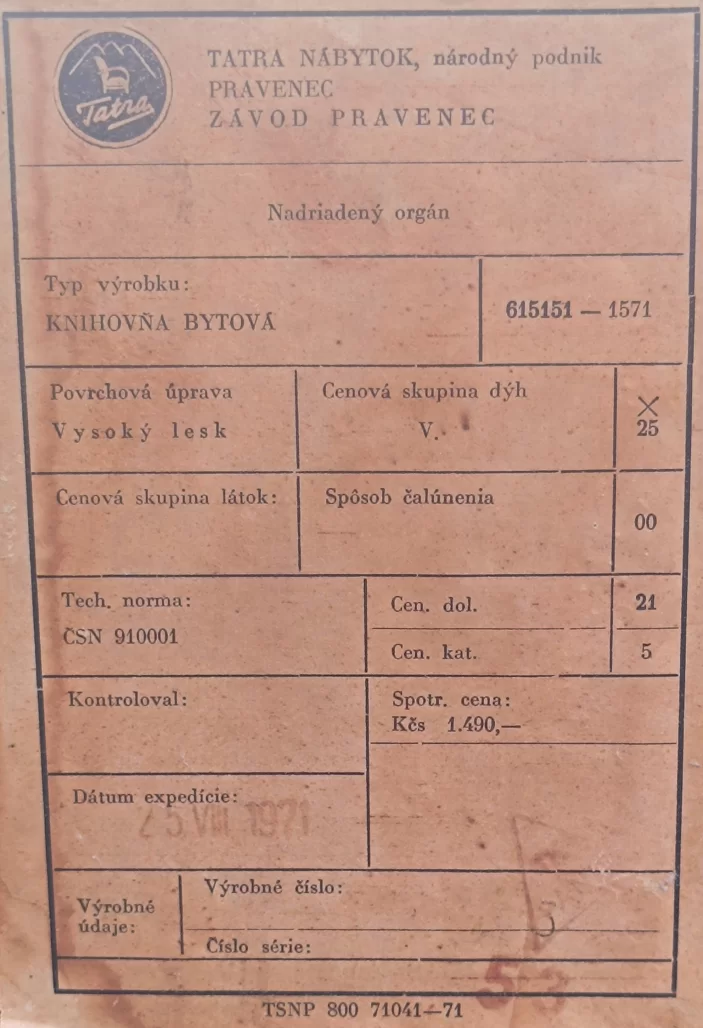 Tatra
TATRA NÁBYTOK, národný podnik
PRAVENEC
ZÁVOD PRAVENEC
Nadriadený orgán
Typ výrobku:
KNIHOVŇA BYTOVÁ
615151 — 1571
Povrchová úprava
Vysoký lesk
Cenová skupina dýh
V.
X
25
Cenová skupina látok:
Spôsob čalúnenia
00
Tech. norma:
ČSN 910001
Cen. dol.
21
Cen. kat.
5
Kontroloval:
Spotr. cena:
Kčs 1.490,—
Dátum expedície:
25 VIII 1971
Výrobné
údaje:
Výrobné číslo:
Číslo série:
53
TSNP 800 71041—71